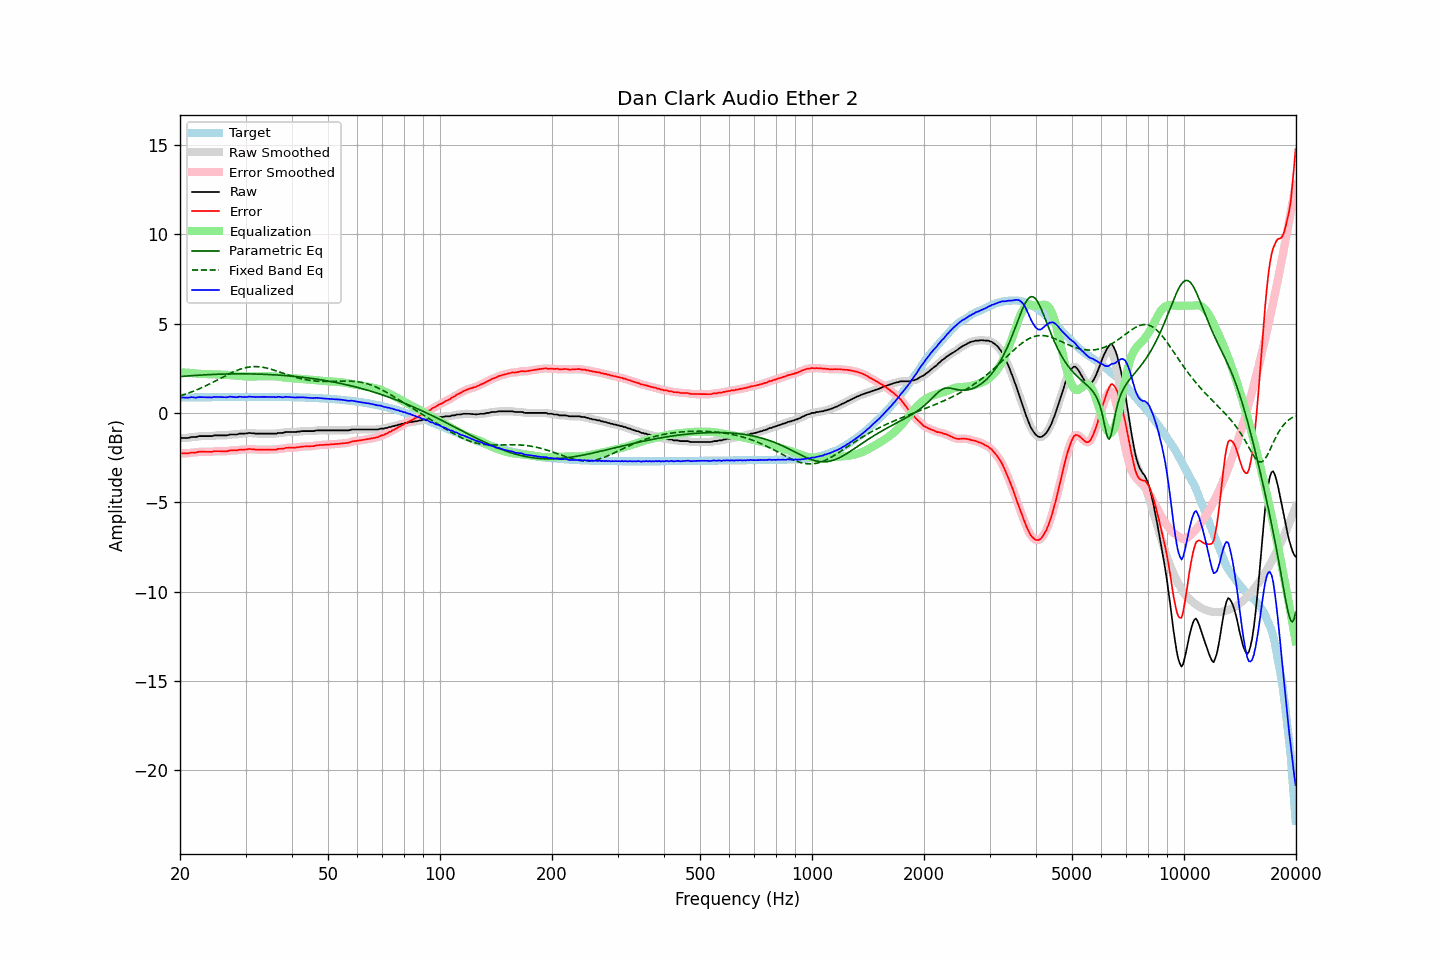 Dan Clark Audio Ether 2
Target
Raw Smoothed
Error Smoothed
Raw
Error
Equalization
Parametric Eq
Fixed Band Eq
Equalized
15
10
5
0
−5
−10
−15
−20
Amplitude (dBr)
20 50 100 200 500 1000 2000 5000 10000 20000
Frequency (Hz)